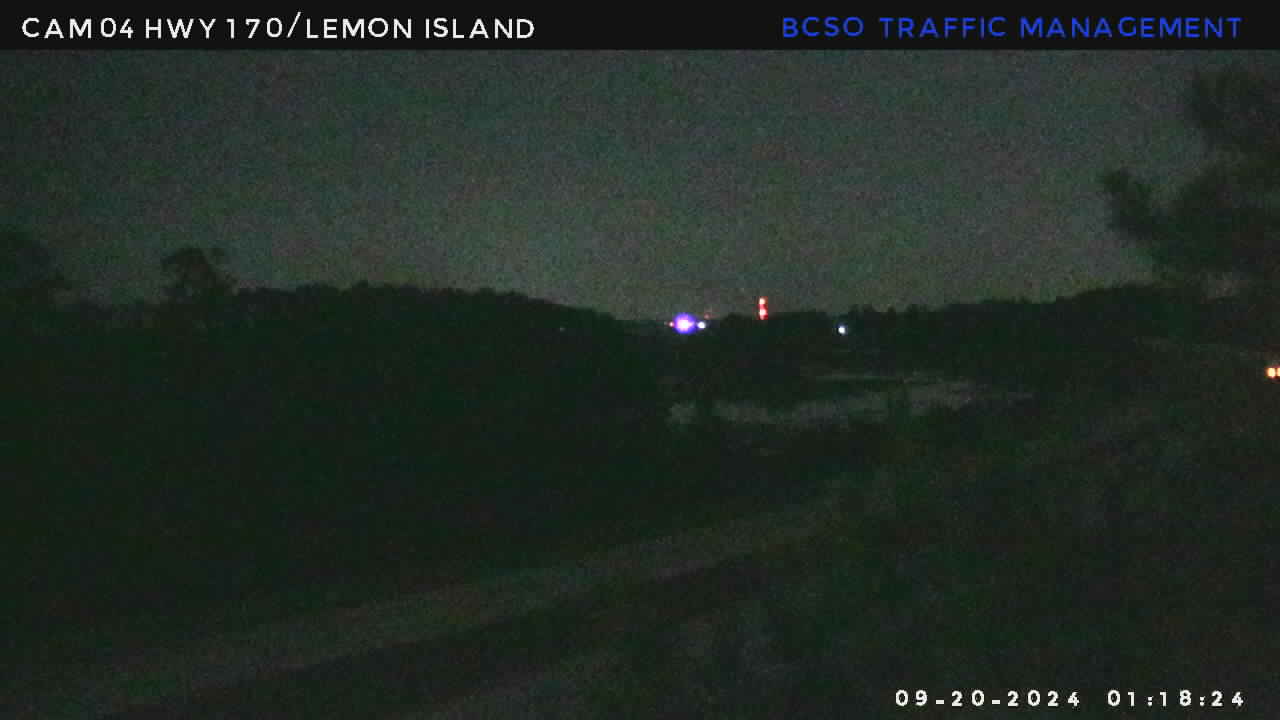 CAM04 HWY 170/LEMON ISLAND
BCSO TRAFFIC MANAGEMENT
09-20-2024 01:18:24